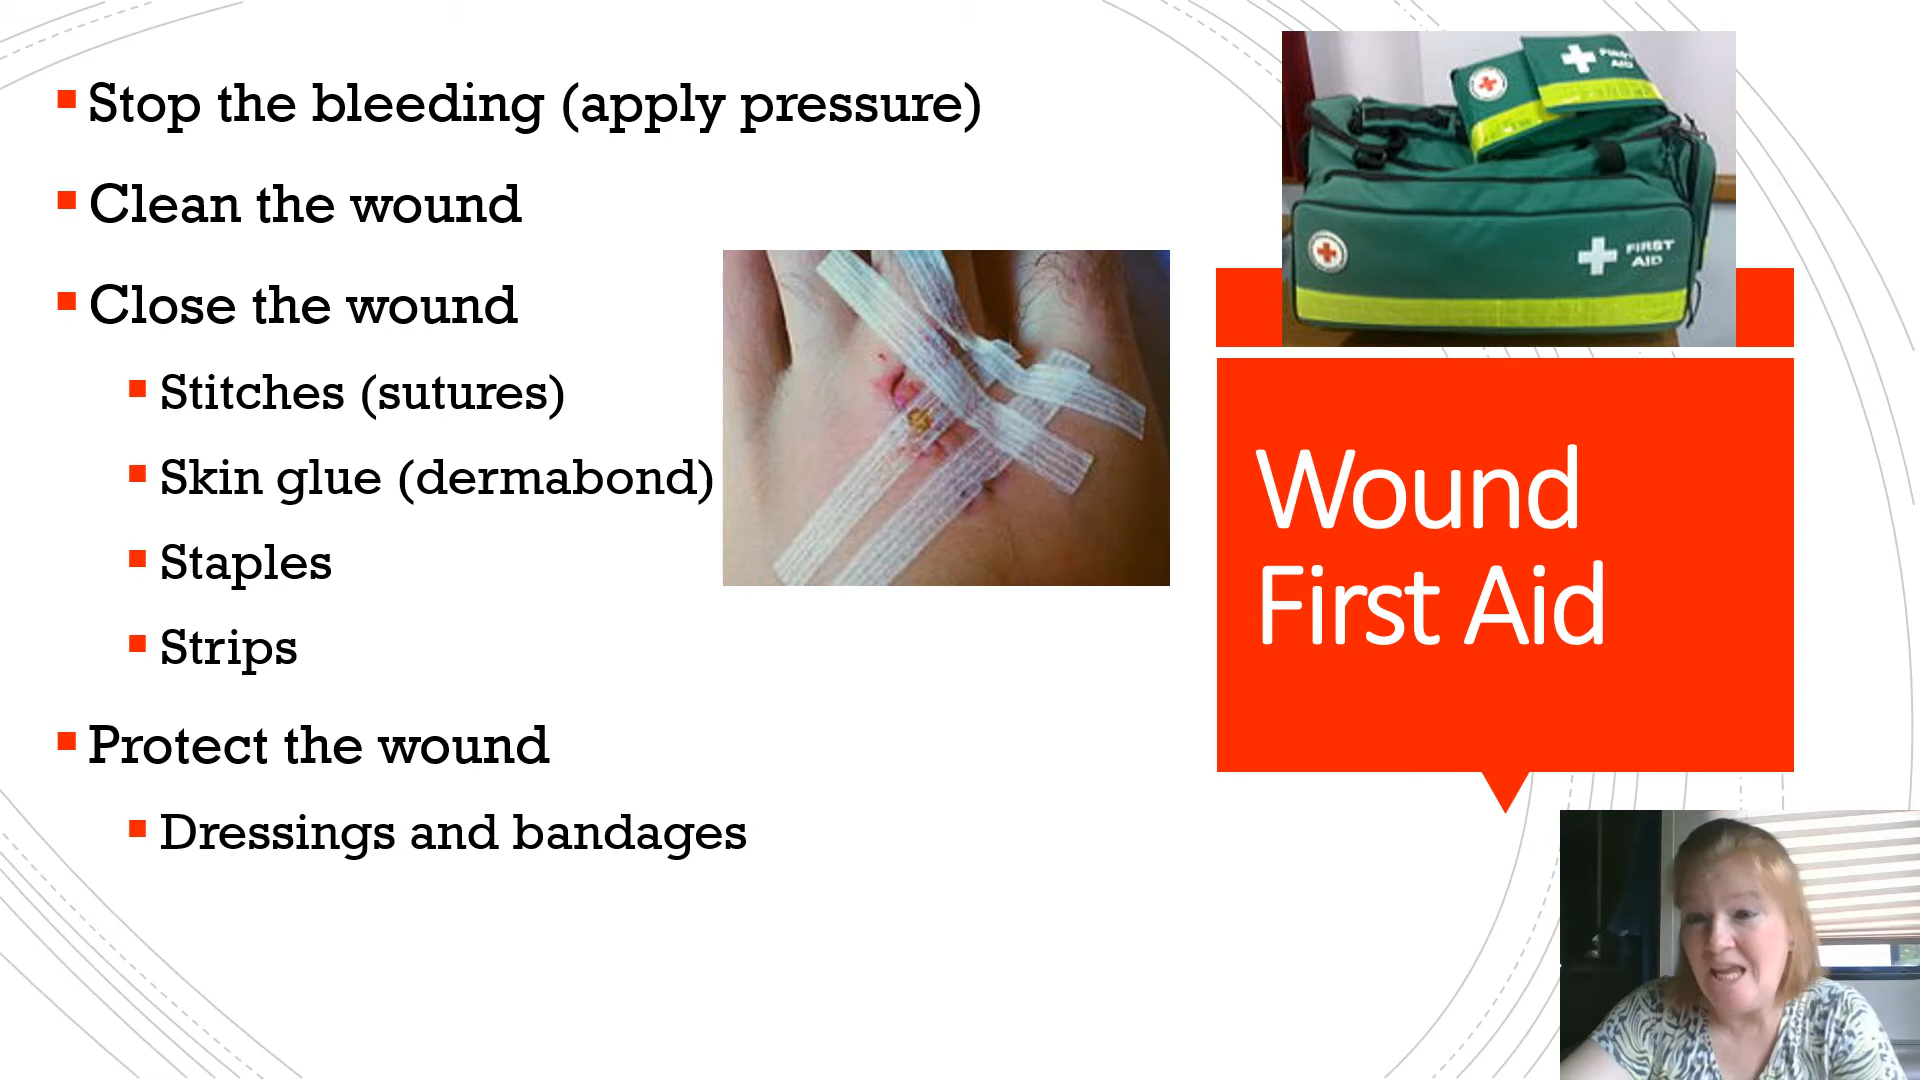 Stop the bleeding (apply pressure)
Clean the wound
Close the wound
Stitches (sutures)
Skin glue (dermabond)
Staples
Strips
Protect the wound
Dressings and bandages
FIRST
AID
FIRST
AID
Wound
First Aid